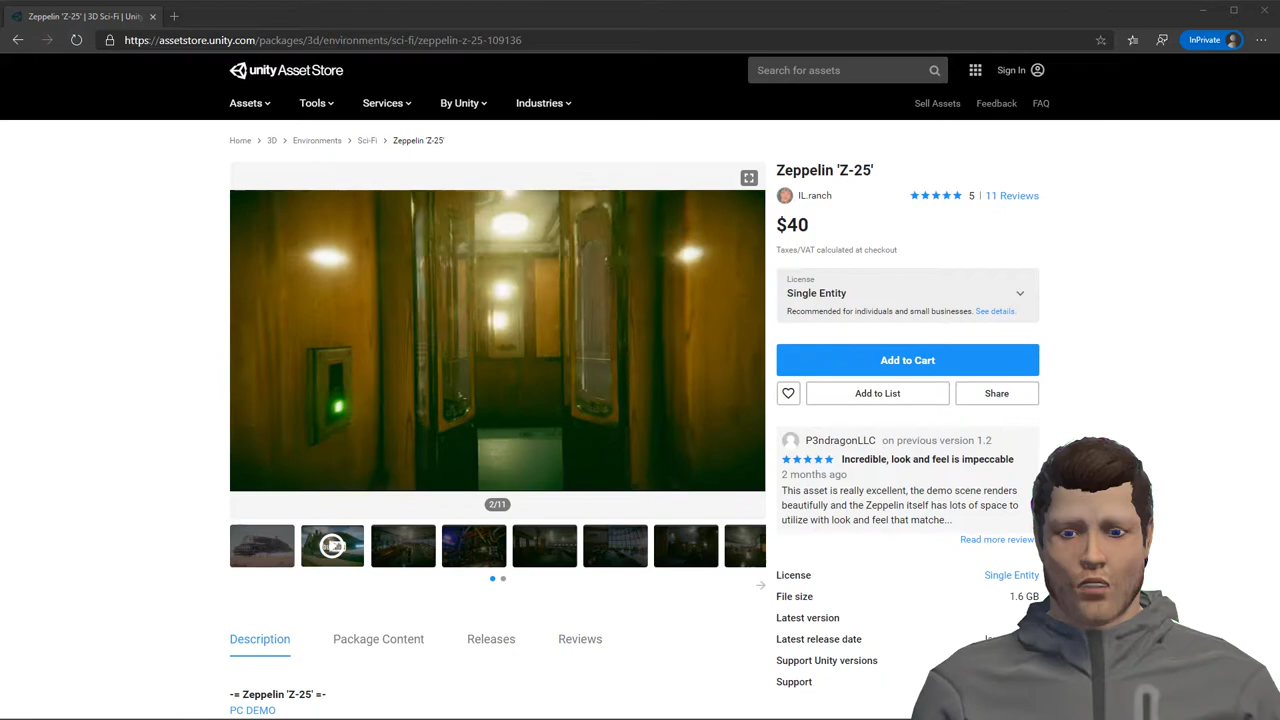 Zeppelin 'Z-25' | 3D Sci-Fi | Unity
InPrivate
https://assetstore.unity.com/packages/3d/environments/sci-fi/zeppelin-z-25-109136
unity Asset Store
Search for assets
Sign In
Assets
Tools
Services
By Unity
Industries
Sell Assets
Feedback
FAQ
Home > 3D > Environments > Sci-Fi > Zeppelin 'Z-25'
Zeppelin 'Z-25'
IL.ranch
5 | 11 Reviews
$40
Taxes/VAT calculated at checkout
License
Single Entity
Recommended for individuals and small businesses. See details.
Add to Cart
Add to List
Share
P3ndragonLLC on previous version 1.2
Incredible, look and feel is impeccable
2 months ago
This asset is really excellent, the demo scene renders
beautifully and the Zeppelin itself has lots of space to
utilize with look and feel that matche...
Read more review
License Single Entity
File size 1.6 GB
Latest version
Latest release date
Support Unity versions
Support
2/11
Description
Package Content
Releases
Reviews
-= Zeppelin 'Z-25' =-
PC DEMO